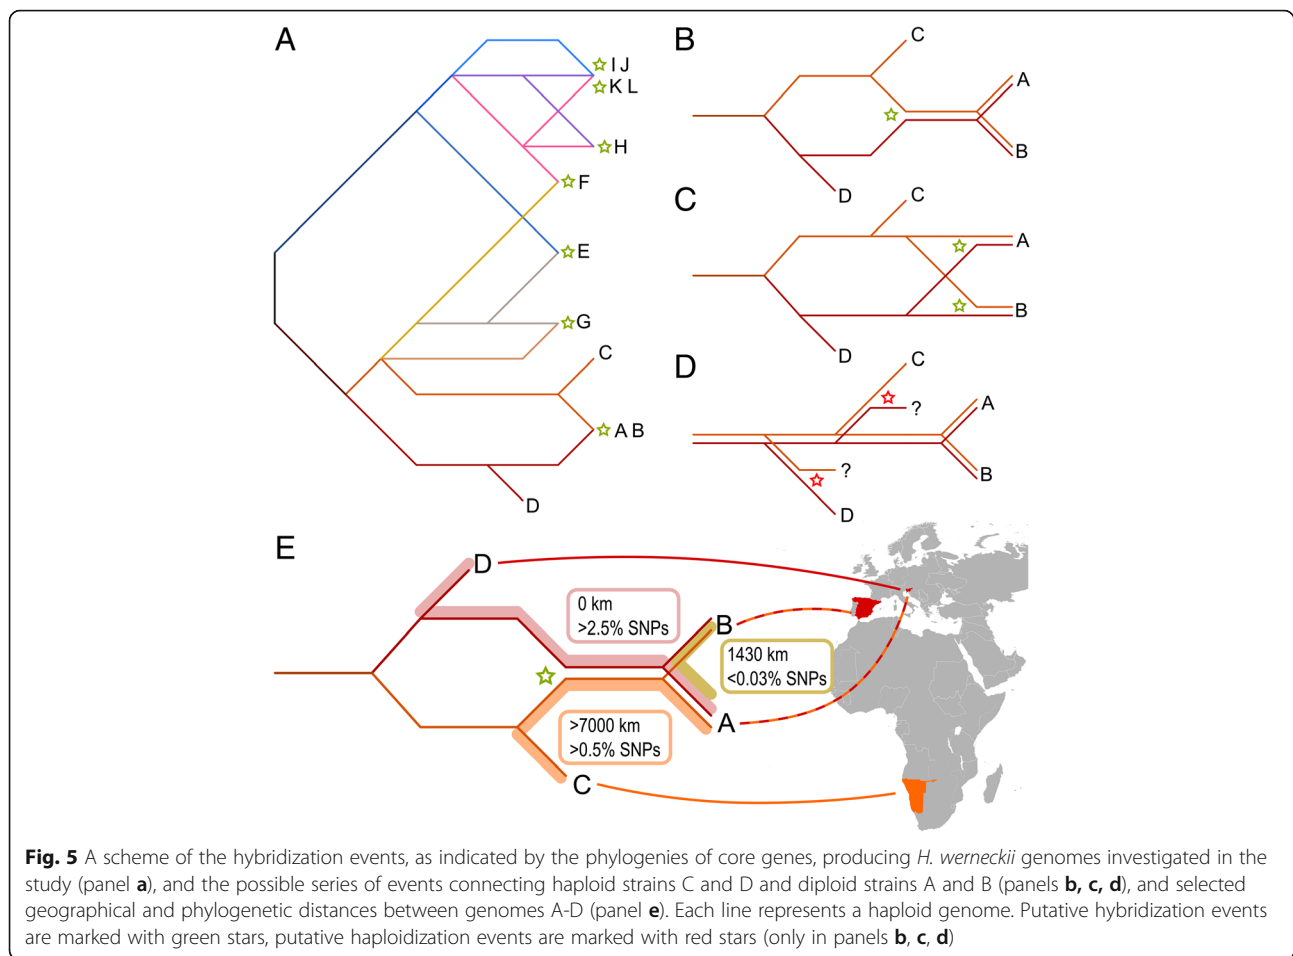 A
I J
K L
H
F
E
G
C
A B
D
B
C
A
B
D
C
C
A
B
D
D
C
?
A
B
?
D
E
D
0 km
>2.5% SNPs
B
1430 km
<0.03% SNPs
A
>7000 km
>0.5% SNPs
C
Fig. 5 A scheme of the hybridization events, as indicated by the phylogenies of core genes, producing H. werneckii genomes investigated in the
study (panel a), and the possible series of events connecting haploid strains C and D and diploid strains A and B (panels b, c, d), and selected
geographical and phylogenetic distances between genomes A-D (panel e). Each line represents a haploid genome. Putative hybridization events
are marked with green stars, putative haploidization events are marked with red stars (only in panels b, c, d)